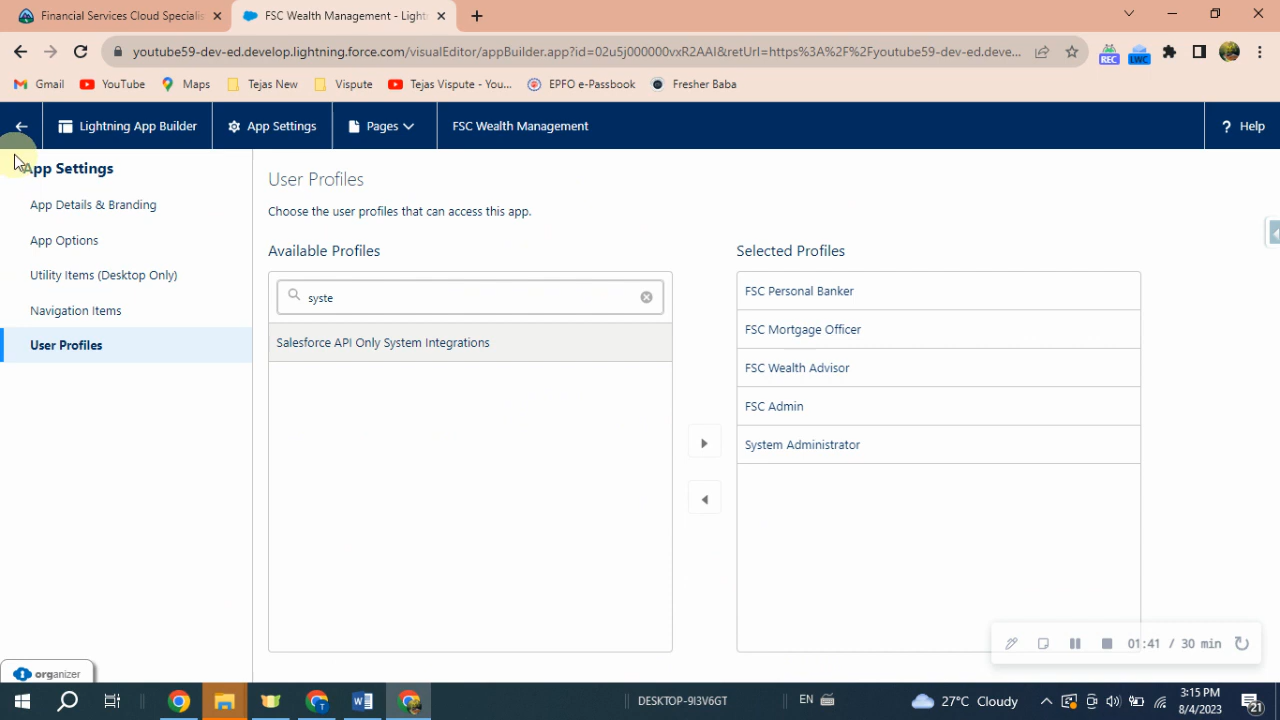 Financial Services Cloud Specialis
FSC Wealth Management - Lightn
youtube59-dev-ed.develop.lightning.force.com/visualEditor/appBuilder.app?id=02u5j000000vxR2AAI&retUrl=https%3A%2F%2Fyoutube59-dev-ed.deve...
REC
LWC
Gmail
YouTube
Maps
Tejas New
Vispute
Tejas Vispute - You...
EPFO e-Passbook
Fresher Baba
Lightning App Builder
App Settings
Pages
FSC Wealth Management
? Help
App Settings
App Details & Branding
App Options
Utility Items (Desktop Only)
Navigation Items
User Profiles
User Profiles
Choose the user profiles that can access this app.
Available Profiles
syste
Salesforce API Only System Integrations
Selected Profiles
FSC Personal Banker
FSC Mortgage Officer
FSC Wealth Advisor
FSC Admin
System Administrator
01:41 / 30 min
organizer
DESKTOP-9I3V6GT
EN
27°C Cloudy
3:15 PM
8/4/2023
21